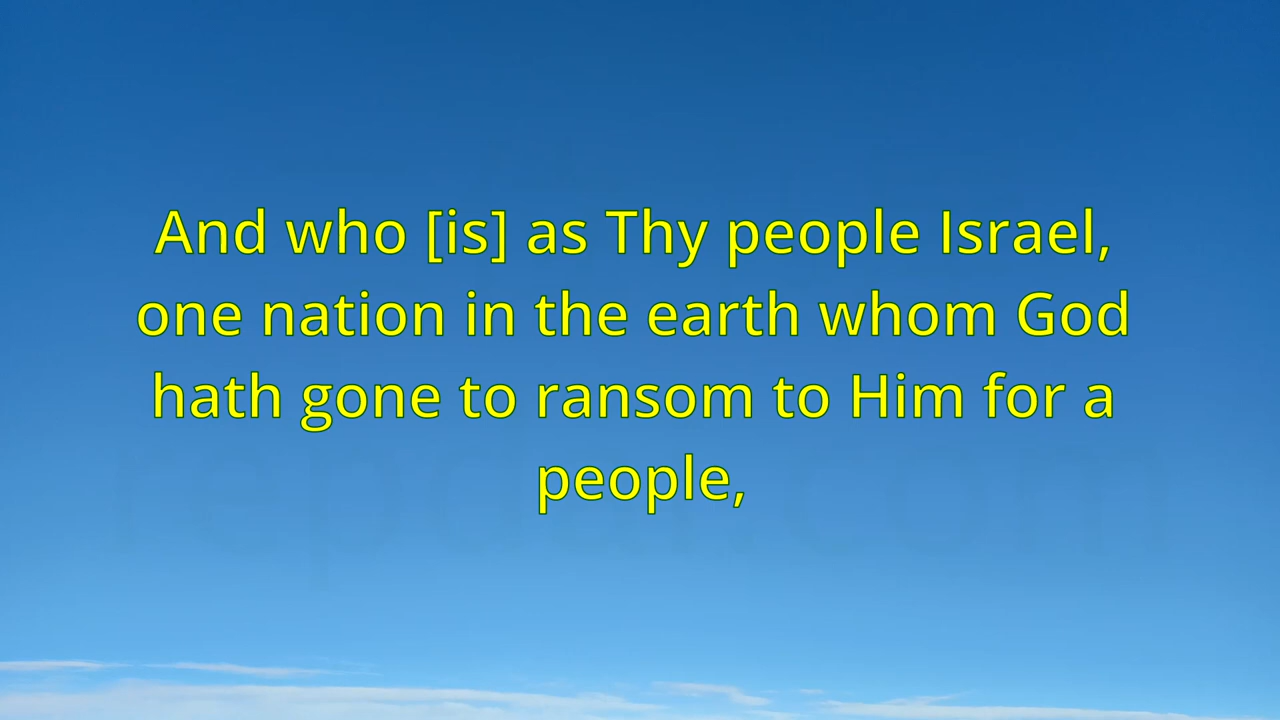 And who [is] as Thy people Israel,
one nation in the earth whom God
hath gone to ransom to Him for a
people,